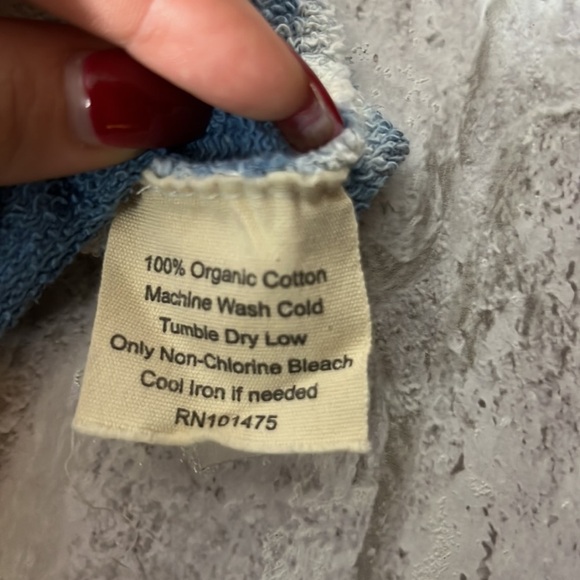 100% Organic Cotton
Machine Wash Cold
Tumble Dry Low
Only Non-Chlorine Bleach
Cool Iron if needed
RN101475